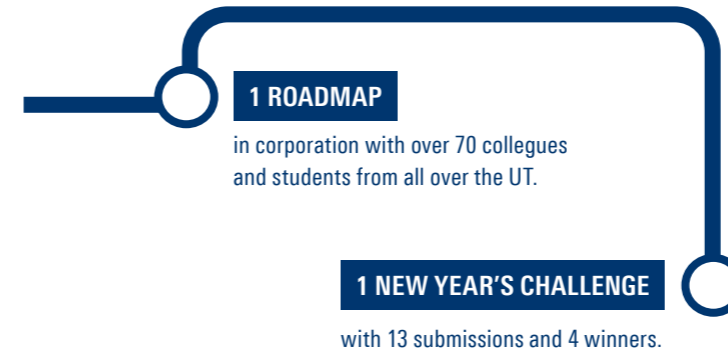 1 ROADMAP
in corporation with over 70 collegues
and students from all over the UT.
1 NEW YEAR'S CHALLENGE
with 13 submissions and 4 winners.